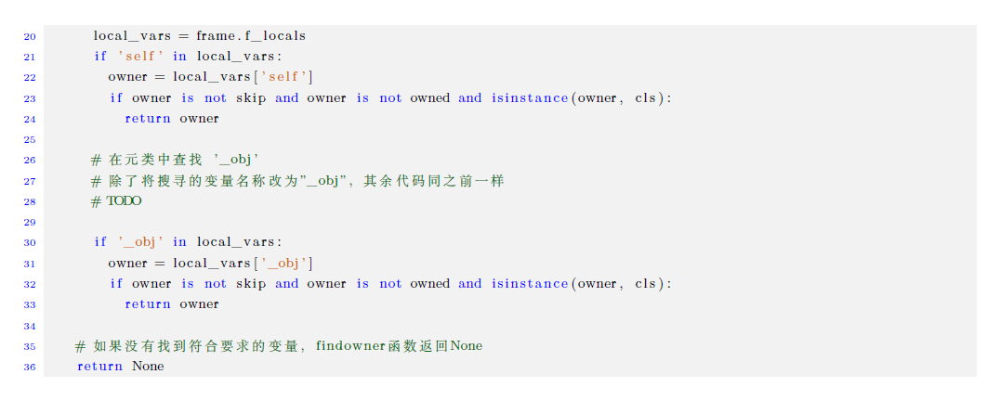 20 local_vars = frame.f_locals
21 if 'self' in local_vars:
22 owner = local_vars['self']
23 if owner is not skip and owner is not owned and isinstance(owner, cls):
24 return owner
25
26 # 在元类中查找 '_obj'
27 # 除了将搜寻的变量名称改为"_obj"，其余代码同之前一样
28 # TODO
29
30 if '_obj' in local_vars:
31 owner = local_vars['_obj']
32 if owner is not skip and owner is not owned and isinstance(owner, cls):
33 return owner
34
35 # 如果没有找到符合要求的变量，findowner函数返回None
36 return None